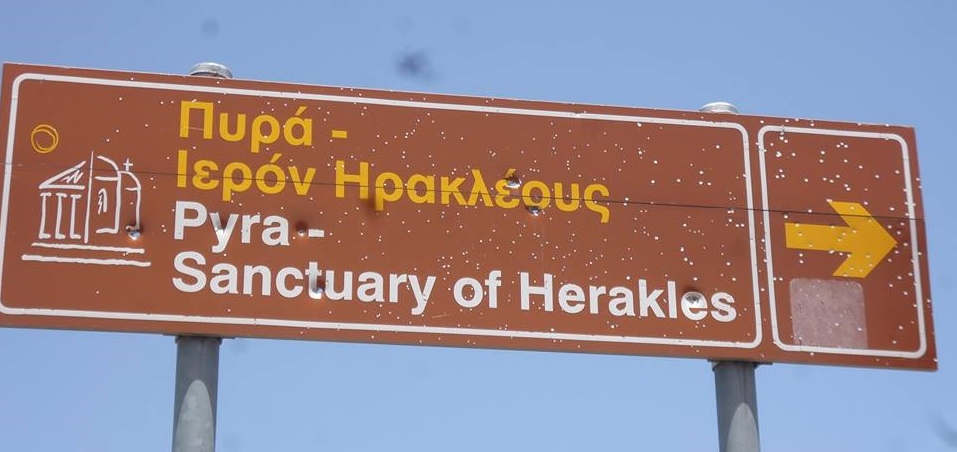 Πυρά -
Ιερόν Ηρακλέους
Pyra -
Sanctuary of Herakles